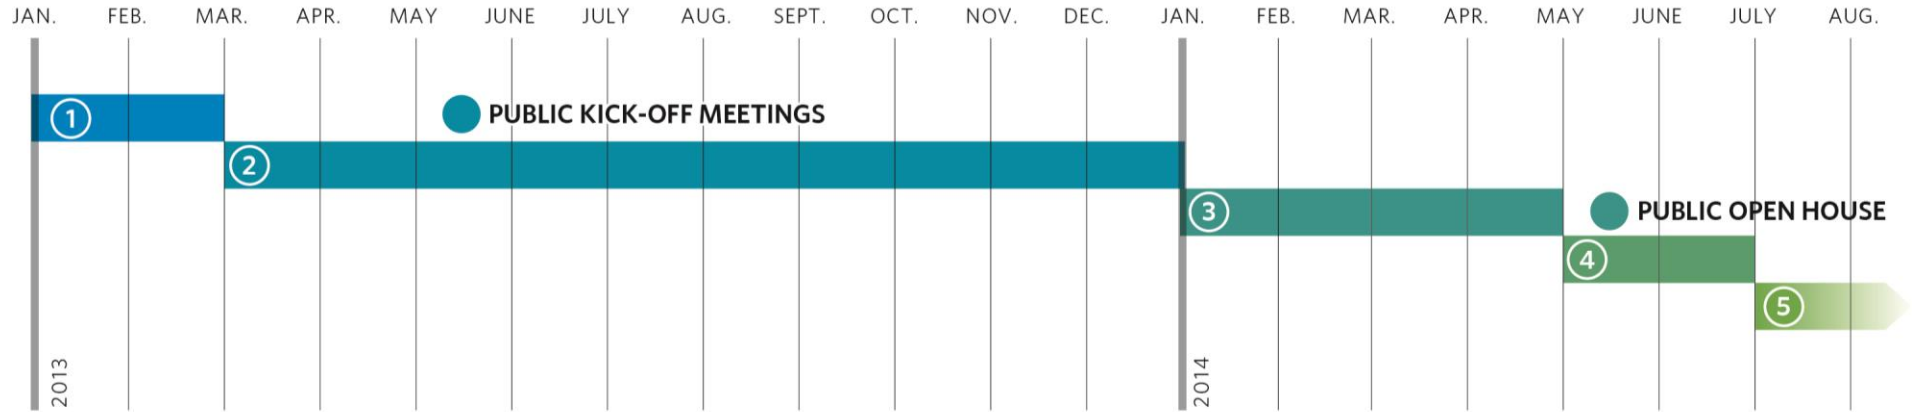 JAN. FEB. MAR. APR. MAY JUNE JULY AUG. SEPT. OCT. NOV. DEC. JAN. FEB. MAR. APR. MAY JUNE JULY AUG.
1
PUBLIC KICK-OFF MEETINGS
2
3
PUBLIC OPEN HOUSE
4
5
2013
2014